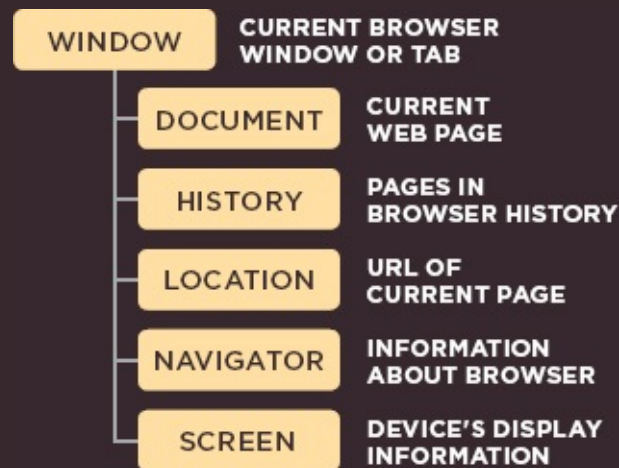 WINDOW
CURRENT BROWSER
WINDOW OR TAB
DOCUMENT
CURRENT
WEB PAGE
HISTORY
PAGES IN
BROWSER HISTORY
LOCATION
URL OF
CURRENT PAGE
NAVIGATOR
INFORMATION
ABOUT BROWSER
SCREEN
DEVICE'S DISPLAY
INFORMATION